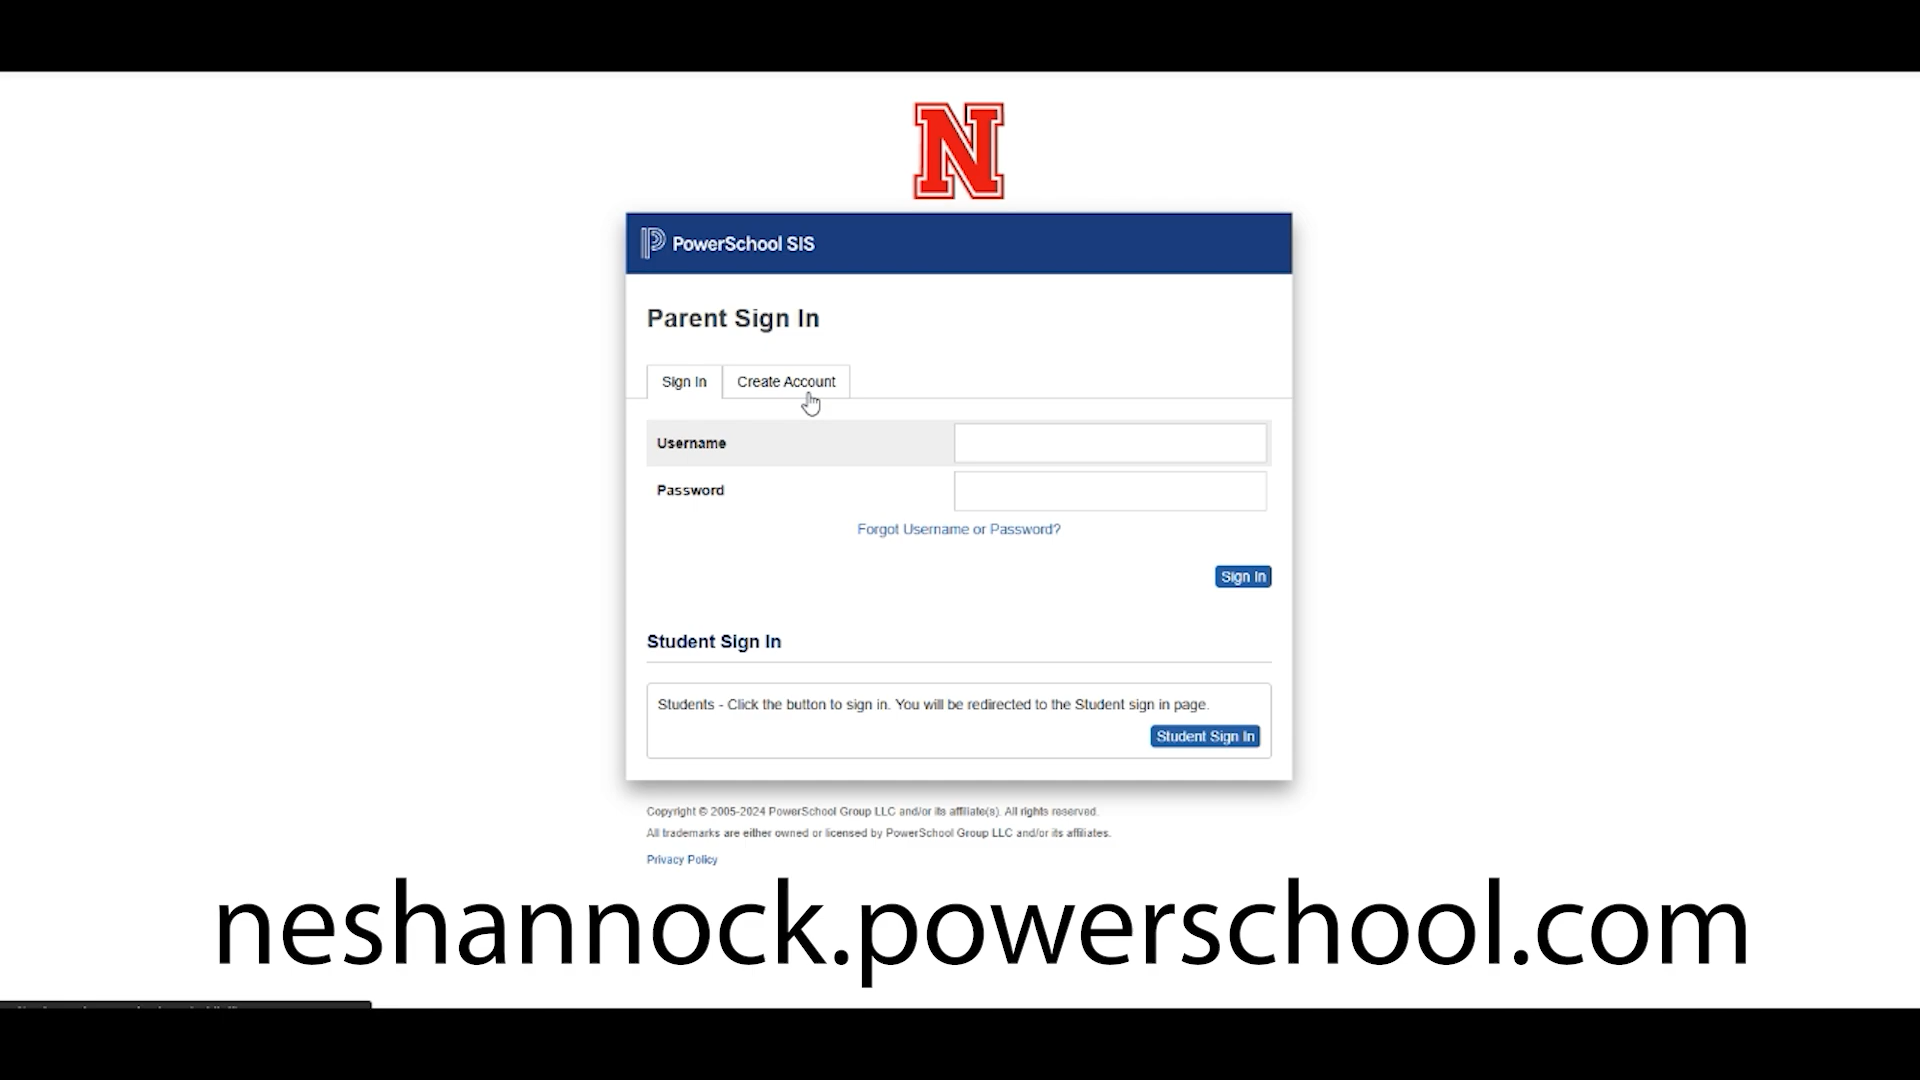 N
PowerSchool SIS
Parent Sign In
Sign In
Create Account
Username
Password
Forgot Username or Password?
Sign In
Student Sign In
Students - Click the button to sign in. You will be redirected to the Student sign in page.
Student Sign In
Copyright © 2005-2024 PowerSchool Group LLC and/or its affiliate(s). All rights reserved.
All trademarks are either owned or licensed by PowerSchool Group LLC and/or its affiliates.
Privacy Policy
neshannock.powerschool.com